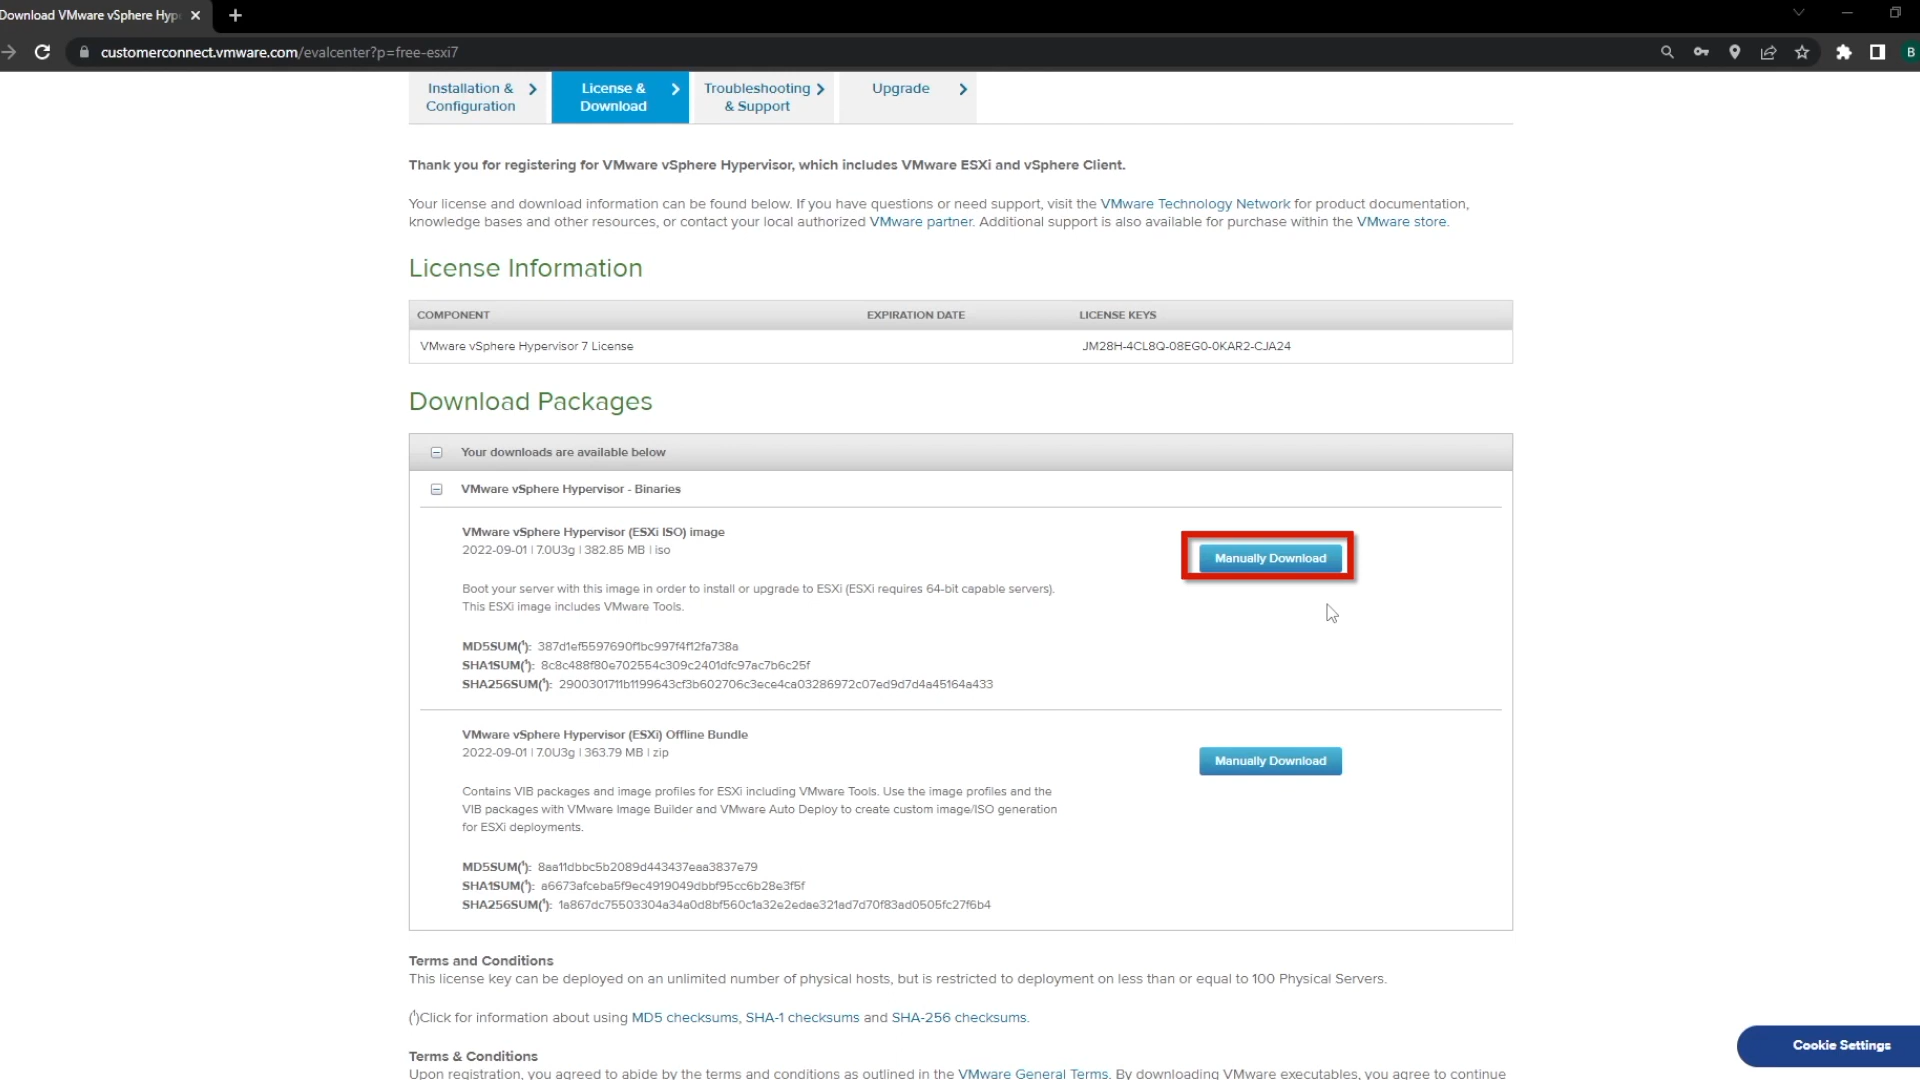 Download VMware vSphere Hyp
customerconnect.vmware.com/evalcenter?p=free-esxi7
B
Installation & Configuration
License & Download
Troubleshooting & Support
Upgrade
Thank you for registering for VMware vSphere Hypervisor, which includes VMware ESXi and vSphere Client.
Your license and download information can be found below. If you have questions or need support, visit the VMware Technology Network for product documentation,
knowledge bases and other resources, or contact your local authorized VMware partner. Additional support is also available for purchase within the VMware store.
License Information
COMPONENT EXPIRATION DATE LICENSE KEYS
VMware vSphere Hypervisor 7 License JM28H-4CL8Q-08EG0-0KAR2-CJA24
Download Packages
Your downloads are available below
VMware vSphere Hypervisor - Binaries
VMware vSphere Hypervisor (ESXi ISO) image
2022-09-01 | 7.0U3g | 382.85 MB | iso
Manually Download
Boot your server with this image in order to install or upgrade to ESXi (ESXi requires 64-bit capable servers).
This ESXi image includes VMware Tools.
MD5SUM(¹): 387d1ef5597690f1bc997f4f12fa738a
SHA1SUM(¹): 8c8c488f80e702554c309c2401dfc97ac7b6c25f
SHA256SUM(¹): 2900301711b1199643cf3b602706c3ece4ca03286972c07ed9d7d4a45164a433
VMware vSphere Hypervisor (ESXi) Offline Bundle
2022-09-01 | 7.0U3g | 363.79 MB | zip
Manually Download
Contains VIB packages and image profiles for ESXi including VMware Tools. Use the image profiles and the
VIB packages with VMware Image Builder and VMware Auto Deploy to create custom image/ISO generation
for ESXi deployments.
MD5SUM(¹): 8aa11dbbc5b2089d443437eaa3837e79
SHA1SUM(¹): a6673afceba5f9ec4919049dbbf95cc6b28e3f5f
SHA256SUM(¹): 1a867dc75503304a34a0d8bf560c1a32e2edae321ad7d70f83ad0505fc27f6b4
Terms and Conditions
This license key can be deployed on an unlimited number of physical hosts, but is restricted to deployment on less than or equal to 100 Physical Servers.
(¹)Click for information about using MD5 checksums, SHA-1 checksums and SHA-256 checksums.
Cookie Settings
Terms & Conditions
Upon registration, you agreed to abide by the terms and conditions as outlined in the VMware General Terms. By downloading VMware executables, you agree to continue